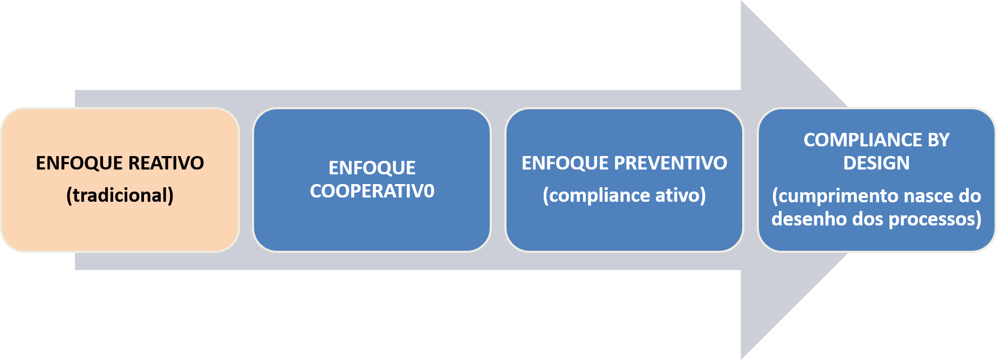 ENFOQUE REATIVO
(tradicional)
ENFOQUE
COOPERATIV0
ENFOQUE PREVENTIVO
(compliance ativo)
COMPLIANCE BY
DESIGN
(cumprimento nasce do
desenho dos processos)